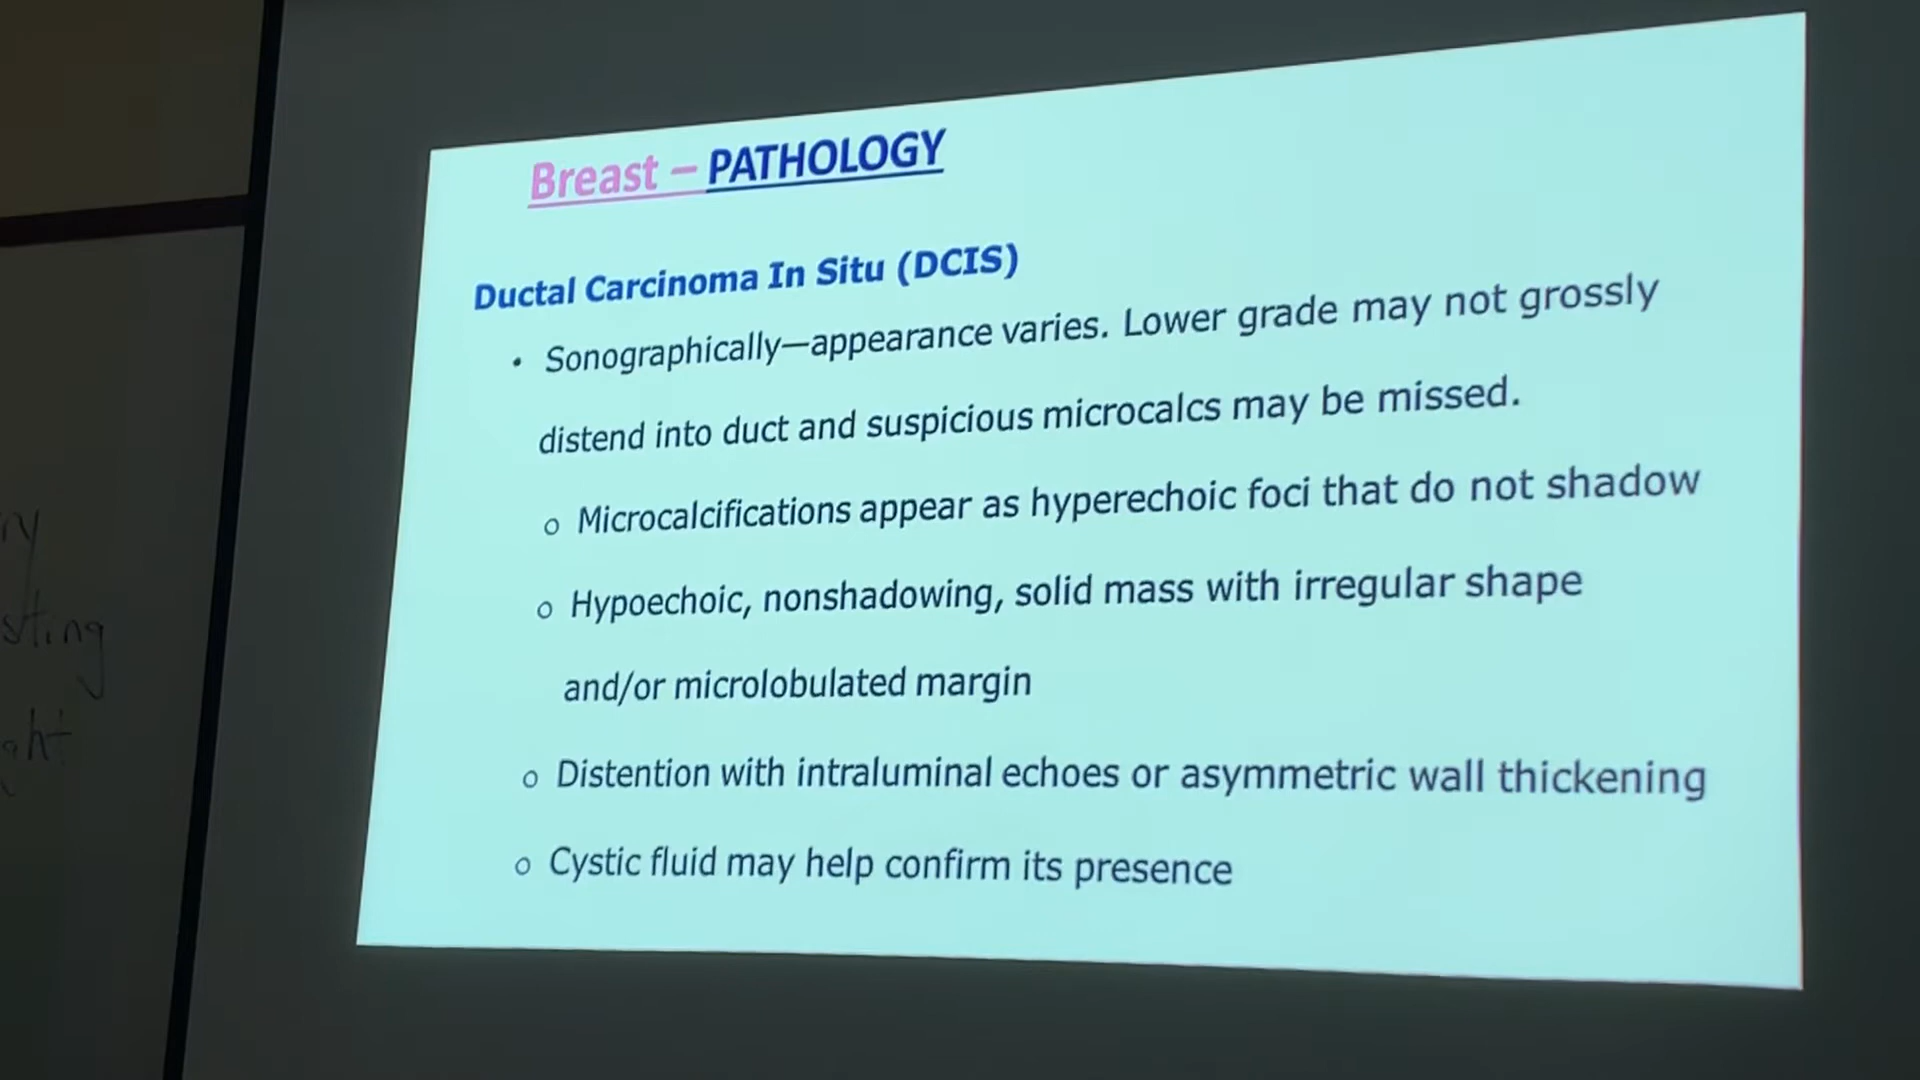 Breast – PATHOLOGY
Ductal Carcinoma In Situ (DCIS)
• Sonographically—appearance varies. Lower grade may not grossly
distend into duct and suspicious microcalcs may be missed.
o Microcalcifications appear as hyperechoic foci that do not shadow
o Hypoechoic, nonshadowing, solid mass with irregular shape
and/or microlobulated margin
o Distention with intraluminal echoes or asymmetric wall thickening
o Cystic fluid may help confirm its presence